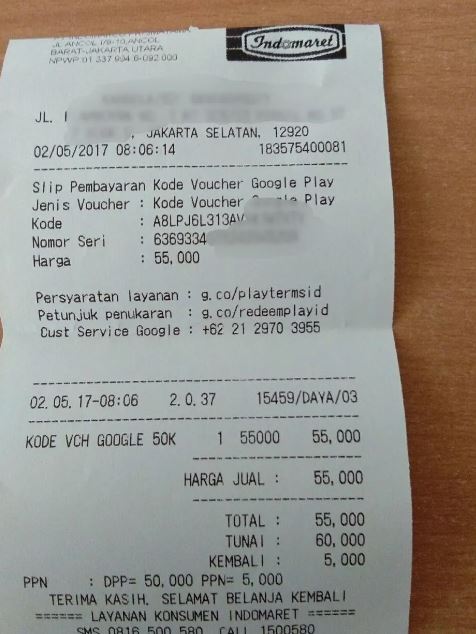 Indomaret
JL ANCOL I/9-10, ANCOL
BARAT-JAKARTA UTARA
NPWP:01 337 994 6-092 000
JL.
, JAKARTA SELATAN, 12920
02/05/2017 08:06:14 183575400081
Slip Pembayaran Kode Voucher Google Play
Jenis Voucher : Kode Voucher Play
Kode : A8LPJ6L313AV
Nomor Seri : 6369334
Harga : 55,000
Persyaratan layanan : g.co/playtermsid
Petunjuk penukaran : g.co/redeemplayid
Cust Service Google : +62 21 2970 3955
02.05.17-08:06 2.0.37 15459/DAYA/03
KODE VCH GOOGLE 50K 1 55000 55,000
HARGA JUAL : 55,000
TOTAL : 55,000
TUNAI : 60,000
KEMBALI : 5,000
PPN : DPP= 50,000 PPN= 5,000
TERIMA KASIH. SELAMAT BELANJA KEMBALI
====== LAYANAN KONSUMEN INDOMARET ======
SMS 0816 500 580 CALL 1500580